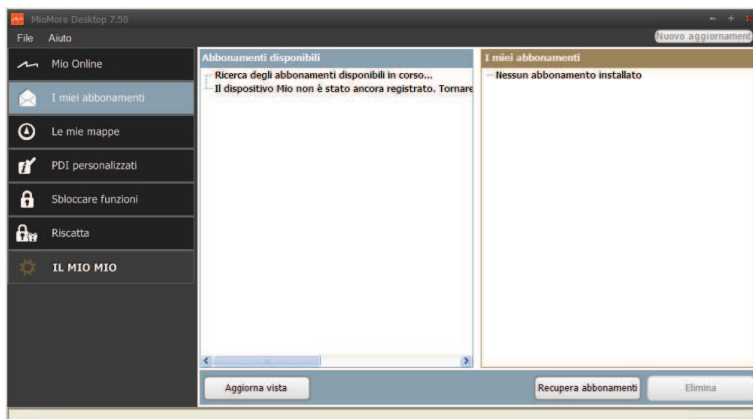 MioMore Desktop 7.50
File Aiuto
Nuovo aggiornament
Mio Online
I miei abbonamenti
Le mie mappe
PDI personalizzati
Sbloccare funzioni
Riscatta
IL MIO MIO
Abbonamenti disponibili
Ricerca degli abbonamenti disponibili in corso...
Il dispositivo Mio non è stato ancora registrato. Tornare
I miei abbonamenti
Nessun abbonamento installato
Aggiorna vista
Recupera abbonamenti
Elimina